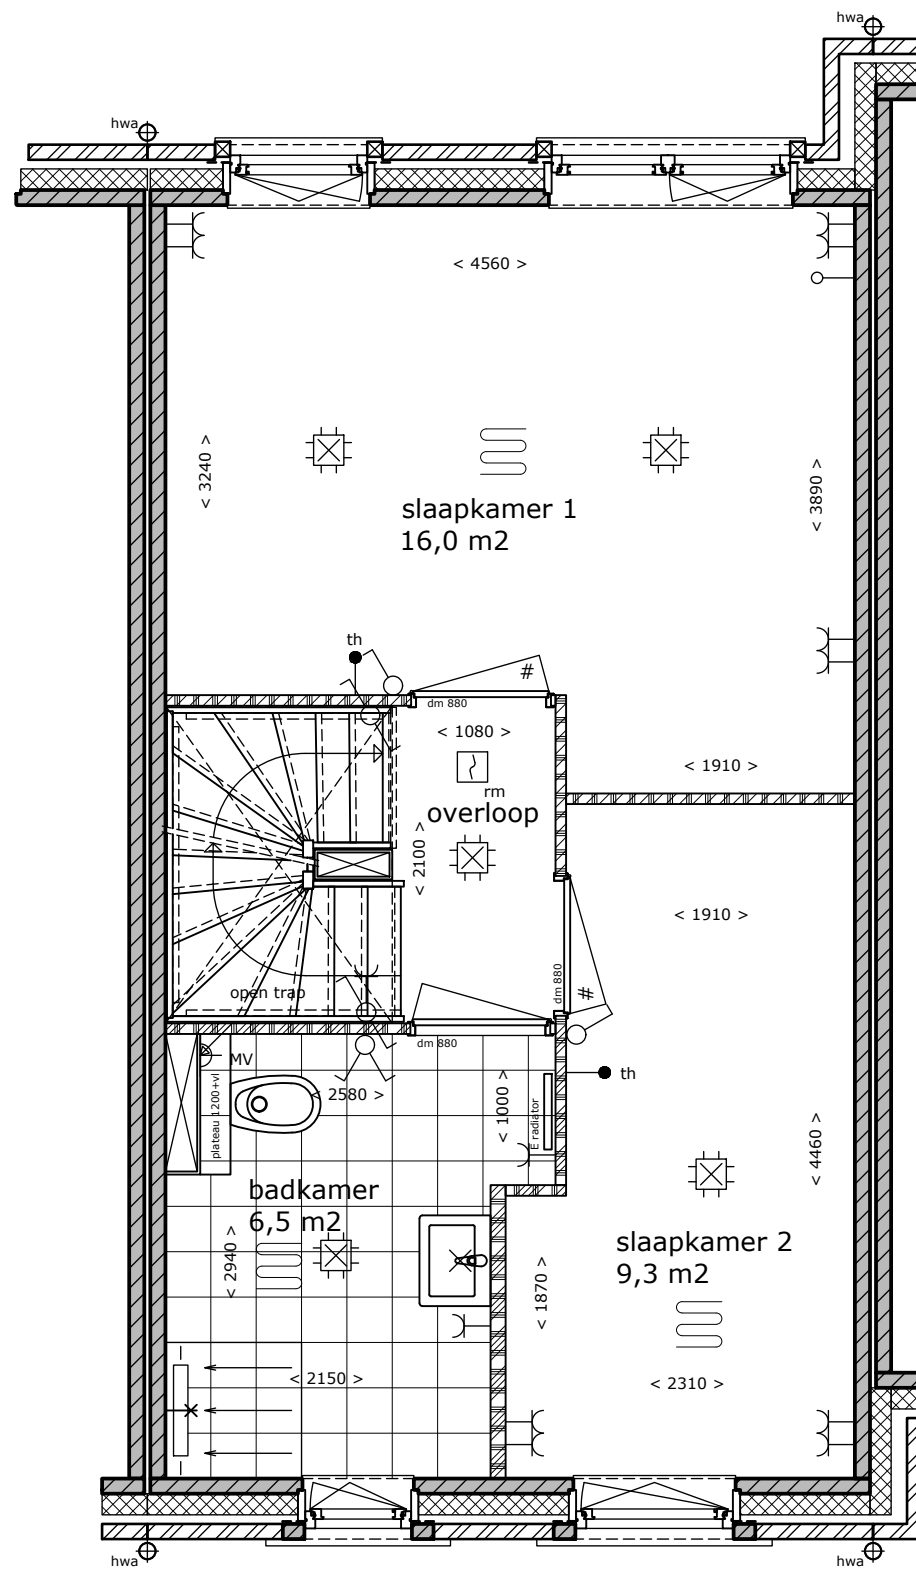 hwa
hwa
< 4560 >
< 3240 >
< 3890 >
slaapkamer 1
16,0 m2
th
#
dm 880
< 1080 >
rm
overloop
< 1910 >
< 2100 >
< 1910 >
dm 880
#
open trap
dm 880
MV
plateau 1200+vl
< 2580 >
< 1000 >
E radiator
th
< 4460 >
badkamer
6,5 m2
< 2940 >
slaapkamer 2
9,3 m2
< 1870 >
< 2150 >
< 2310 >
hwa
hwa